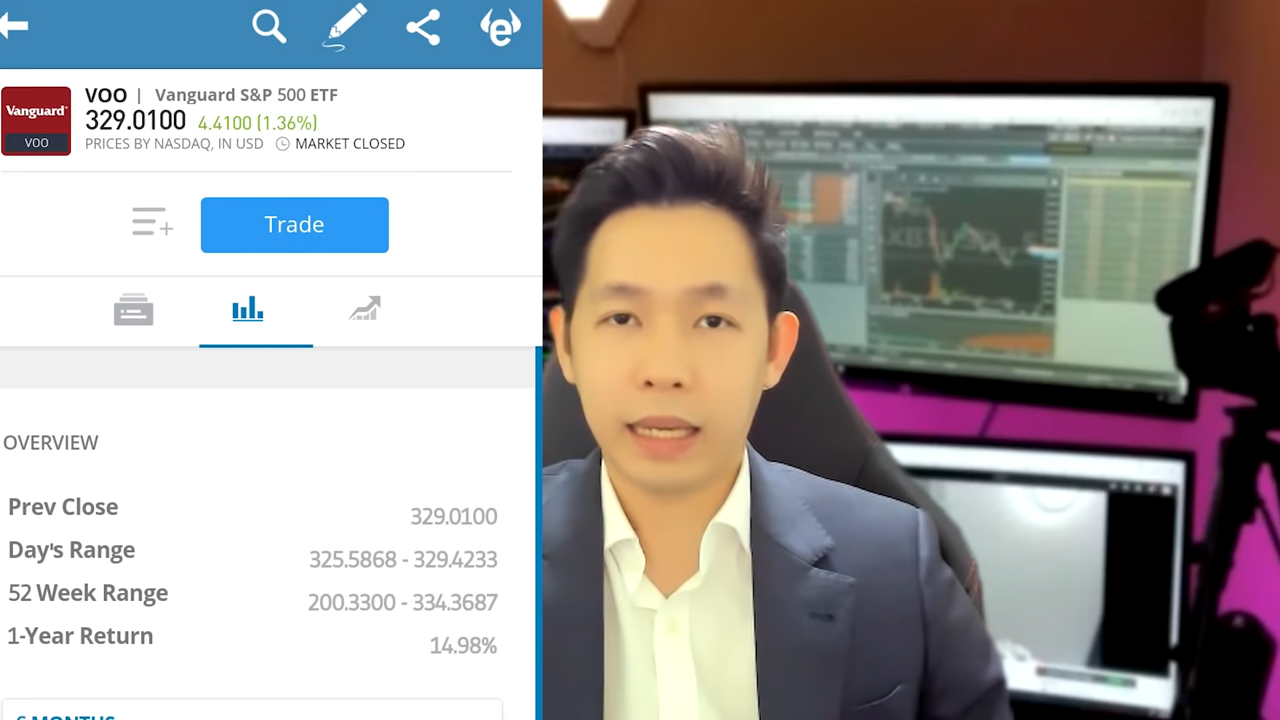 Vanguard
VOO
VOO | Vanguard S&P 500 ETF
329.0100 4.4100 (1.36%)
PRICES BY NASDAQ, IN USD MARKET CLOSED
Trade
OVERVIEW
Prev Close 329.0100
Day's Range 325.5868 - 329.4233
52 Week Range 200.3300 - 334.3687
1-Year Return 14.98%
6 MONTHS